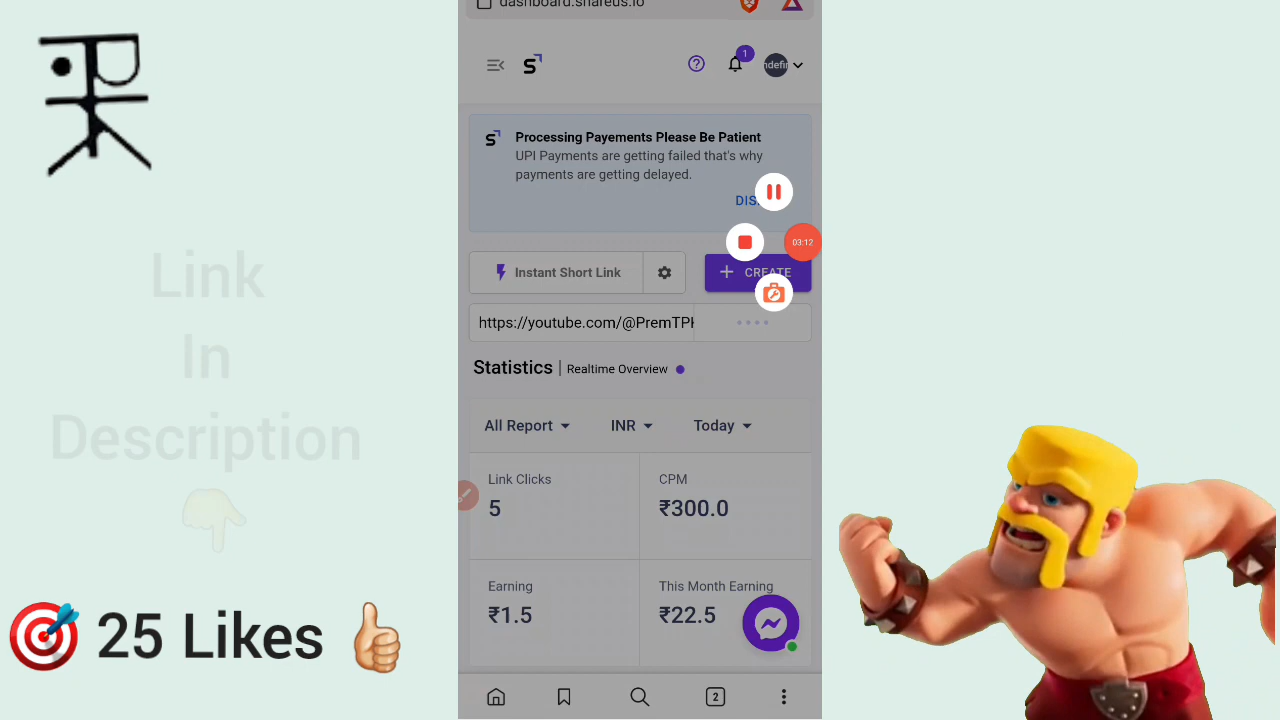 dashboard.shareus.io
1
Processing Payements Please Be Patient
UPI Payments are getting failed that's why
payments are getting delayed.
03:12
Instant Short Link
+ CREATE
https://youtube.com/@PremTP
Statistics | Realtime Overview
All Report
INR
Today
Link Clicks
CPM
5
₹300.0
Earning
This Month Earning
₹1.5
₹22.5
2
Link
In
Description
25 Likes